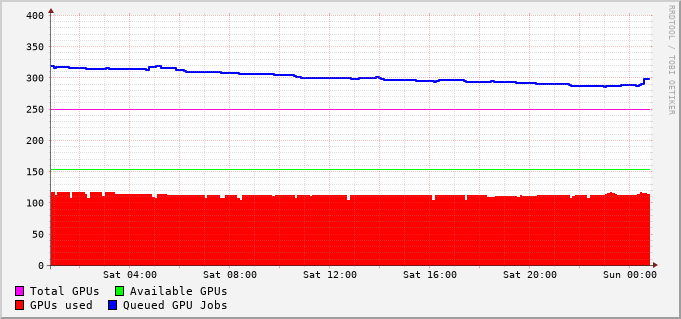 RRDTOOL / TOBI OETIKER
400
350
300
250
200
150
100
50
0
Sat 04:00 Sat 08:00 Sat 12:00 Sat 16:00 Sat 20:00 Sun 00:00
Total GPUs Available GPUs
GPUs used Queued GPU Jobs